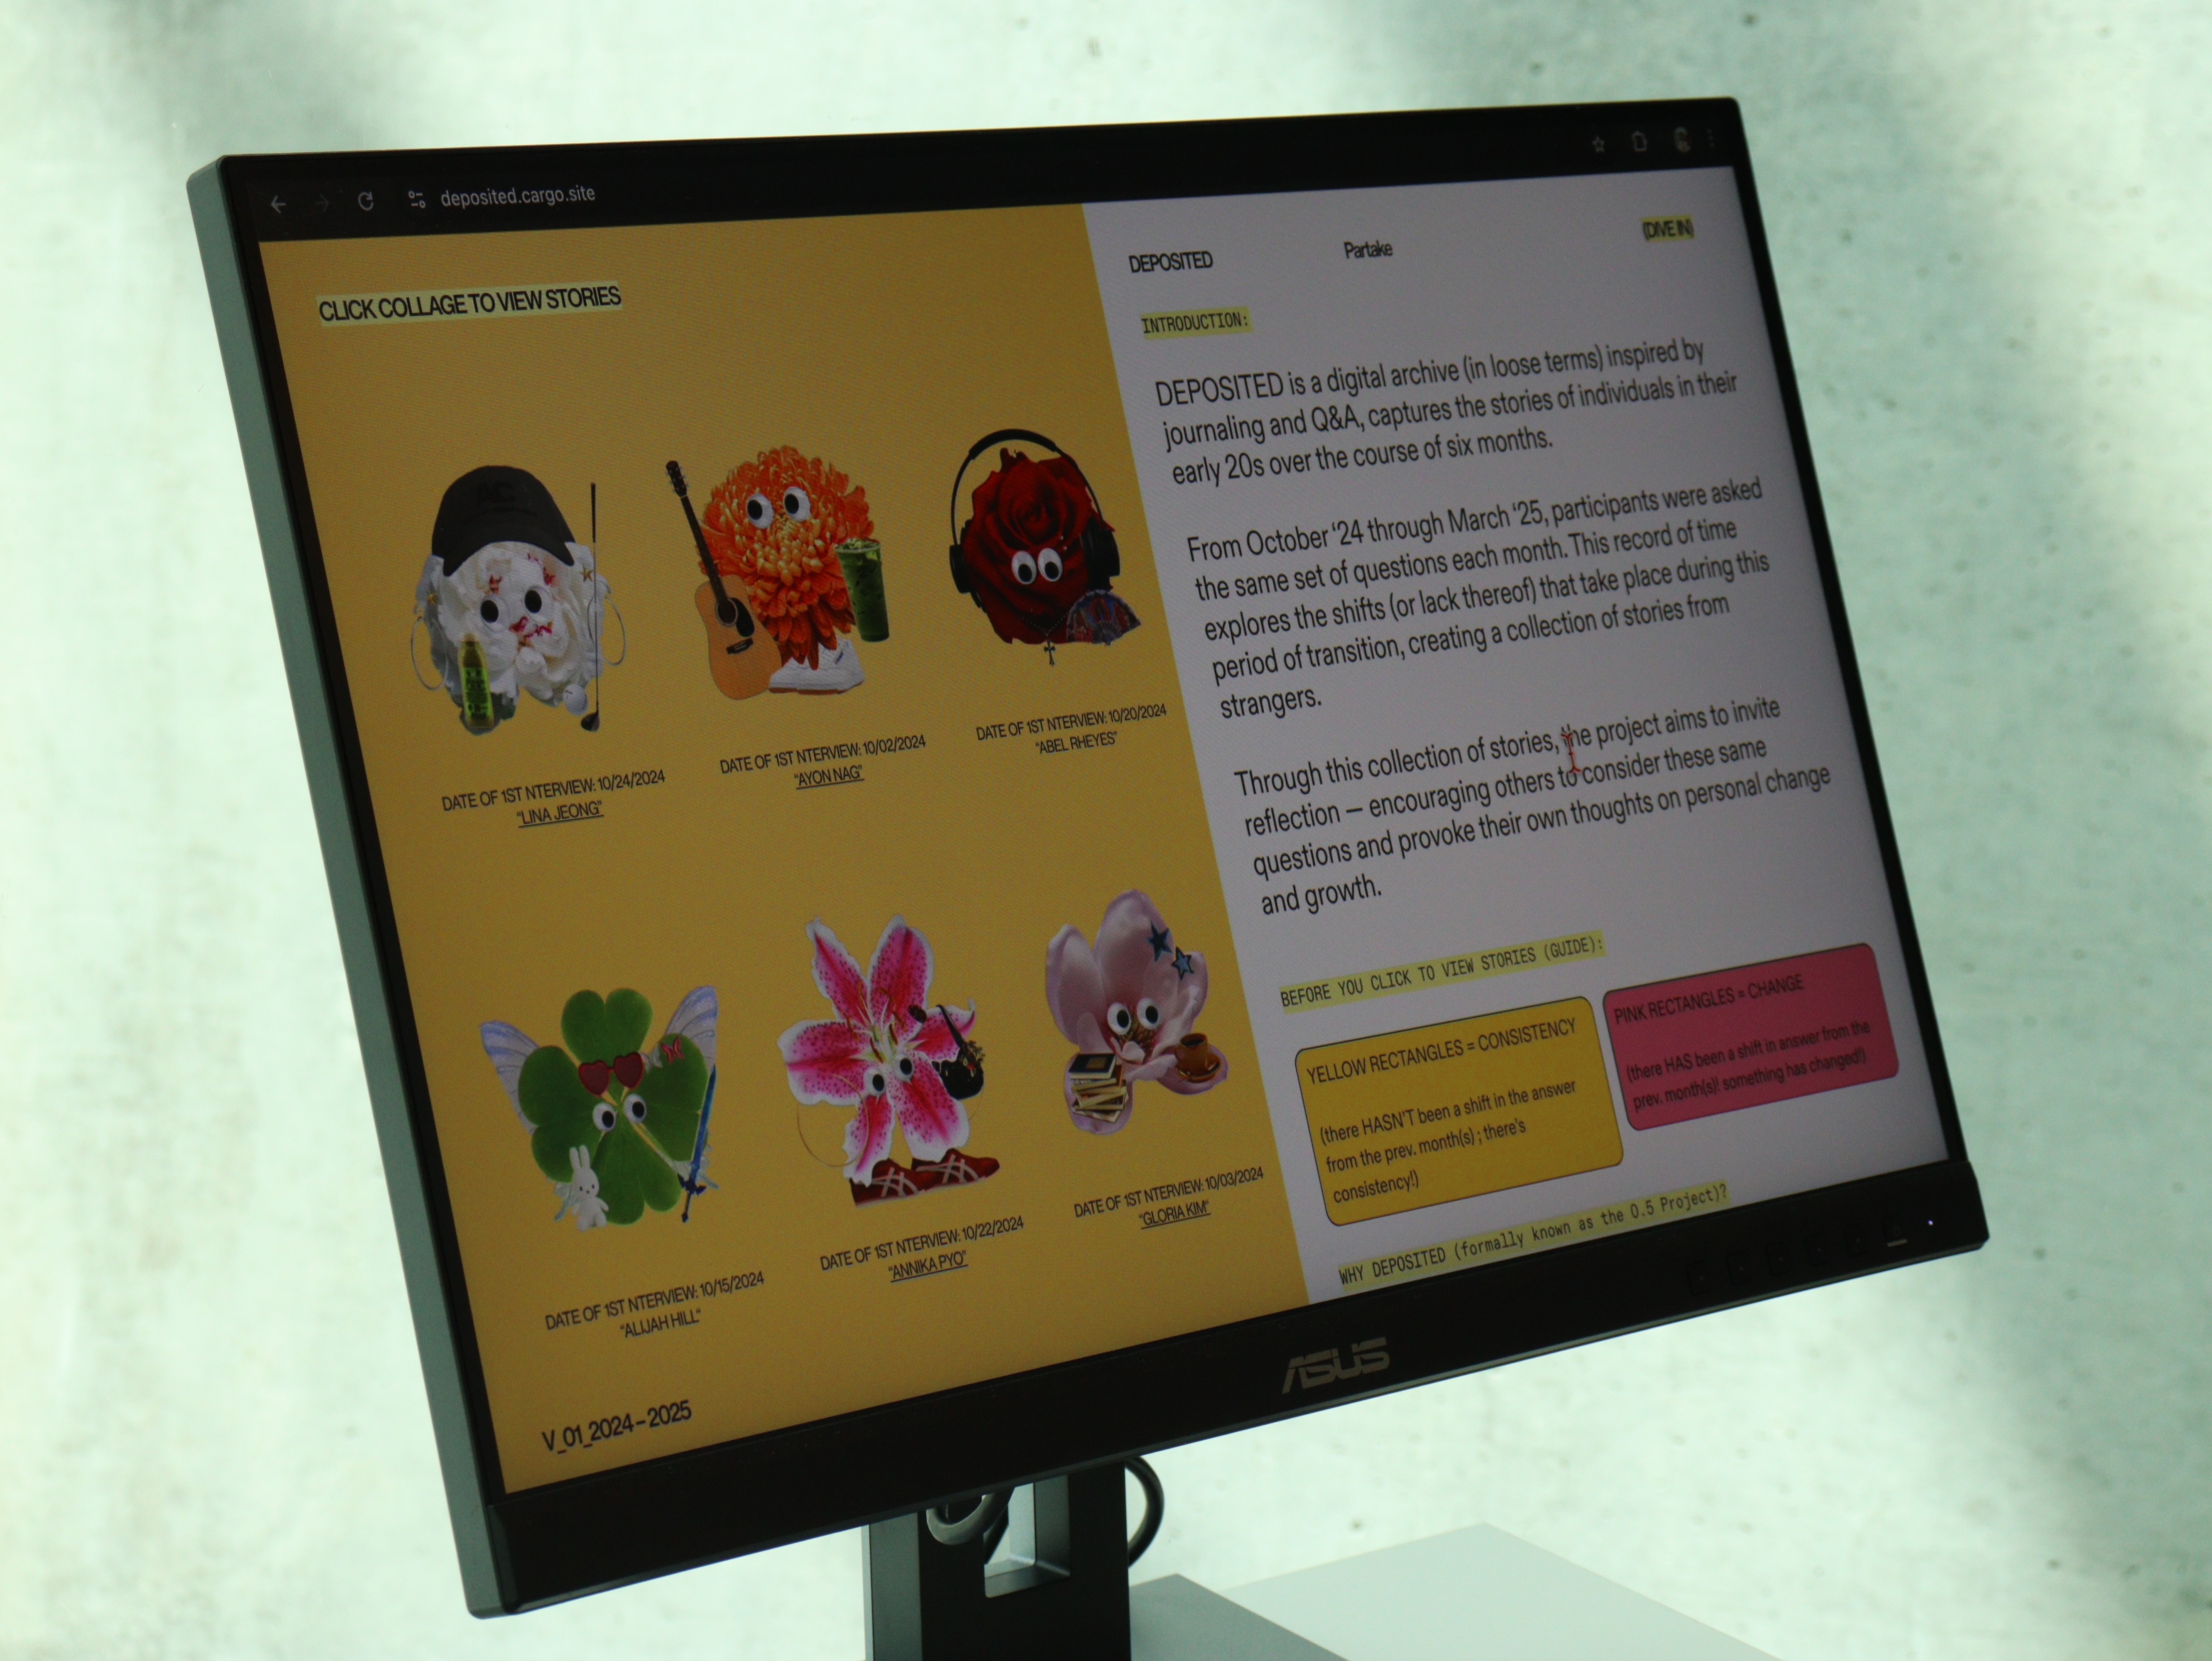 deposited.cargo.site
CLICK COLLAGE TO VIEW STORIES
DATE OF 1ST NTERVIEW: 10/24/2024
"LINA JEONG"
DATE OF 1ST NTERVIEW: 10/02/2024
"AYON NAG"
DATE OF 1ST NTERVIEW: 10/20/2024
"ABEL RHEYES"
DATE OF 1ST NTERVIEW: 10/15/2024
"ALIJAH HILL"
DATE OF 1ST NTERVIEW: 10/22/2024
"ANNIKA PYO"
DATE OF 1ST NTERVIEW: 10/03/2024
"GLORIA KIM"
V_01_2024–2025
DEPOSITED
Partake
(DIVE IN)
INTRODUCTION:
DEPOSITED is a digital archive (in loose terms) inspired by
journaling and Q&A, captures the stories of individuals in their
early 20s over the course of six months.
From October ‘24 through March ‘25, participants were asked
the same set of questions each month. This record of time
explores the shifts (or lack thereof) that take place during this
period of transition, creating a collection of stories from
strangers.
Through this collection of stories, the project aims to invite
reflection — encouraging others to consider these same
questions and provoke their own thoughts on personal change
and growth.
BEFORE YOU CLICK TO VIEW STORIES (GUIDE):
YELLOW RECTANGLES = CONSISTENCY
(there HASN'T been a shift in the answer
from the prev. month(s) ; there's
consistency!)
PINK RECTANGLES = CHANGE
(there HAS been a shift in answer from the
prev. month(s)! something has changed!)
WHY DEPOSITED (formally known as the 0.5 Project)?
ASUS